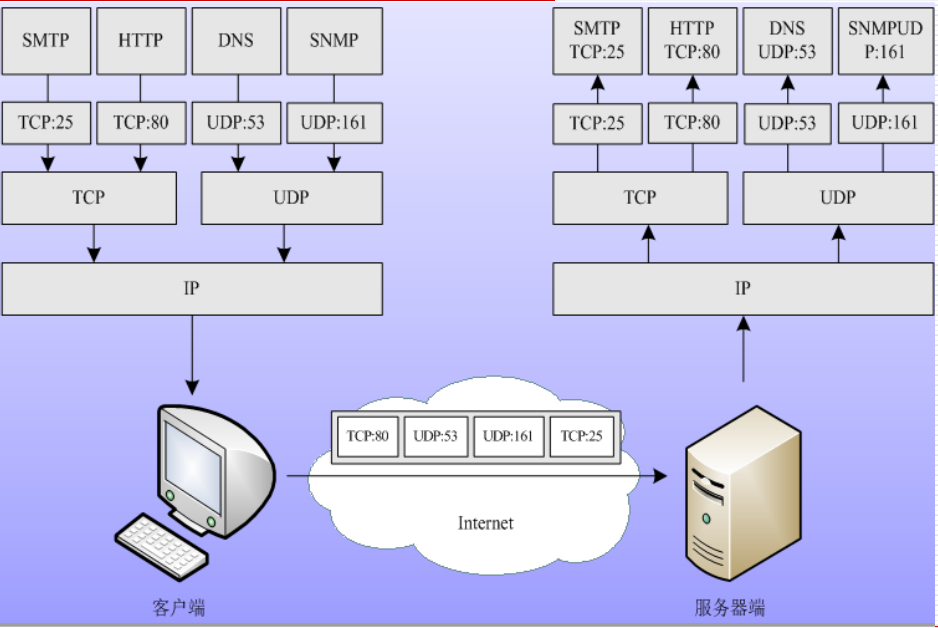 SMTP
HTTP
DNS
SNMP
TCP:25
TCP:80
UDP:53
UDP:161
TCP
UDP
IP
客户端
TCP:80
UDP:53
UDP:161
TCP:25
Internet
SMTP
TCP:25
HTTP
TCP:80
DNS
UDP:53
SNMPUD
P:161
TCP:25
TCP:80
UDP:53
UDP:161
TCP
UDP
IP
服务器端